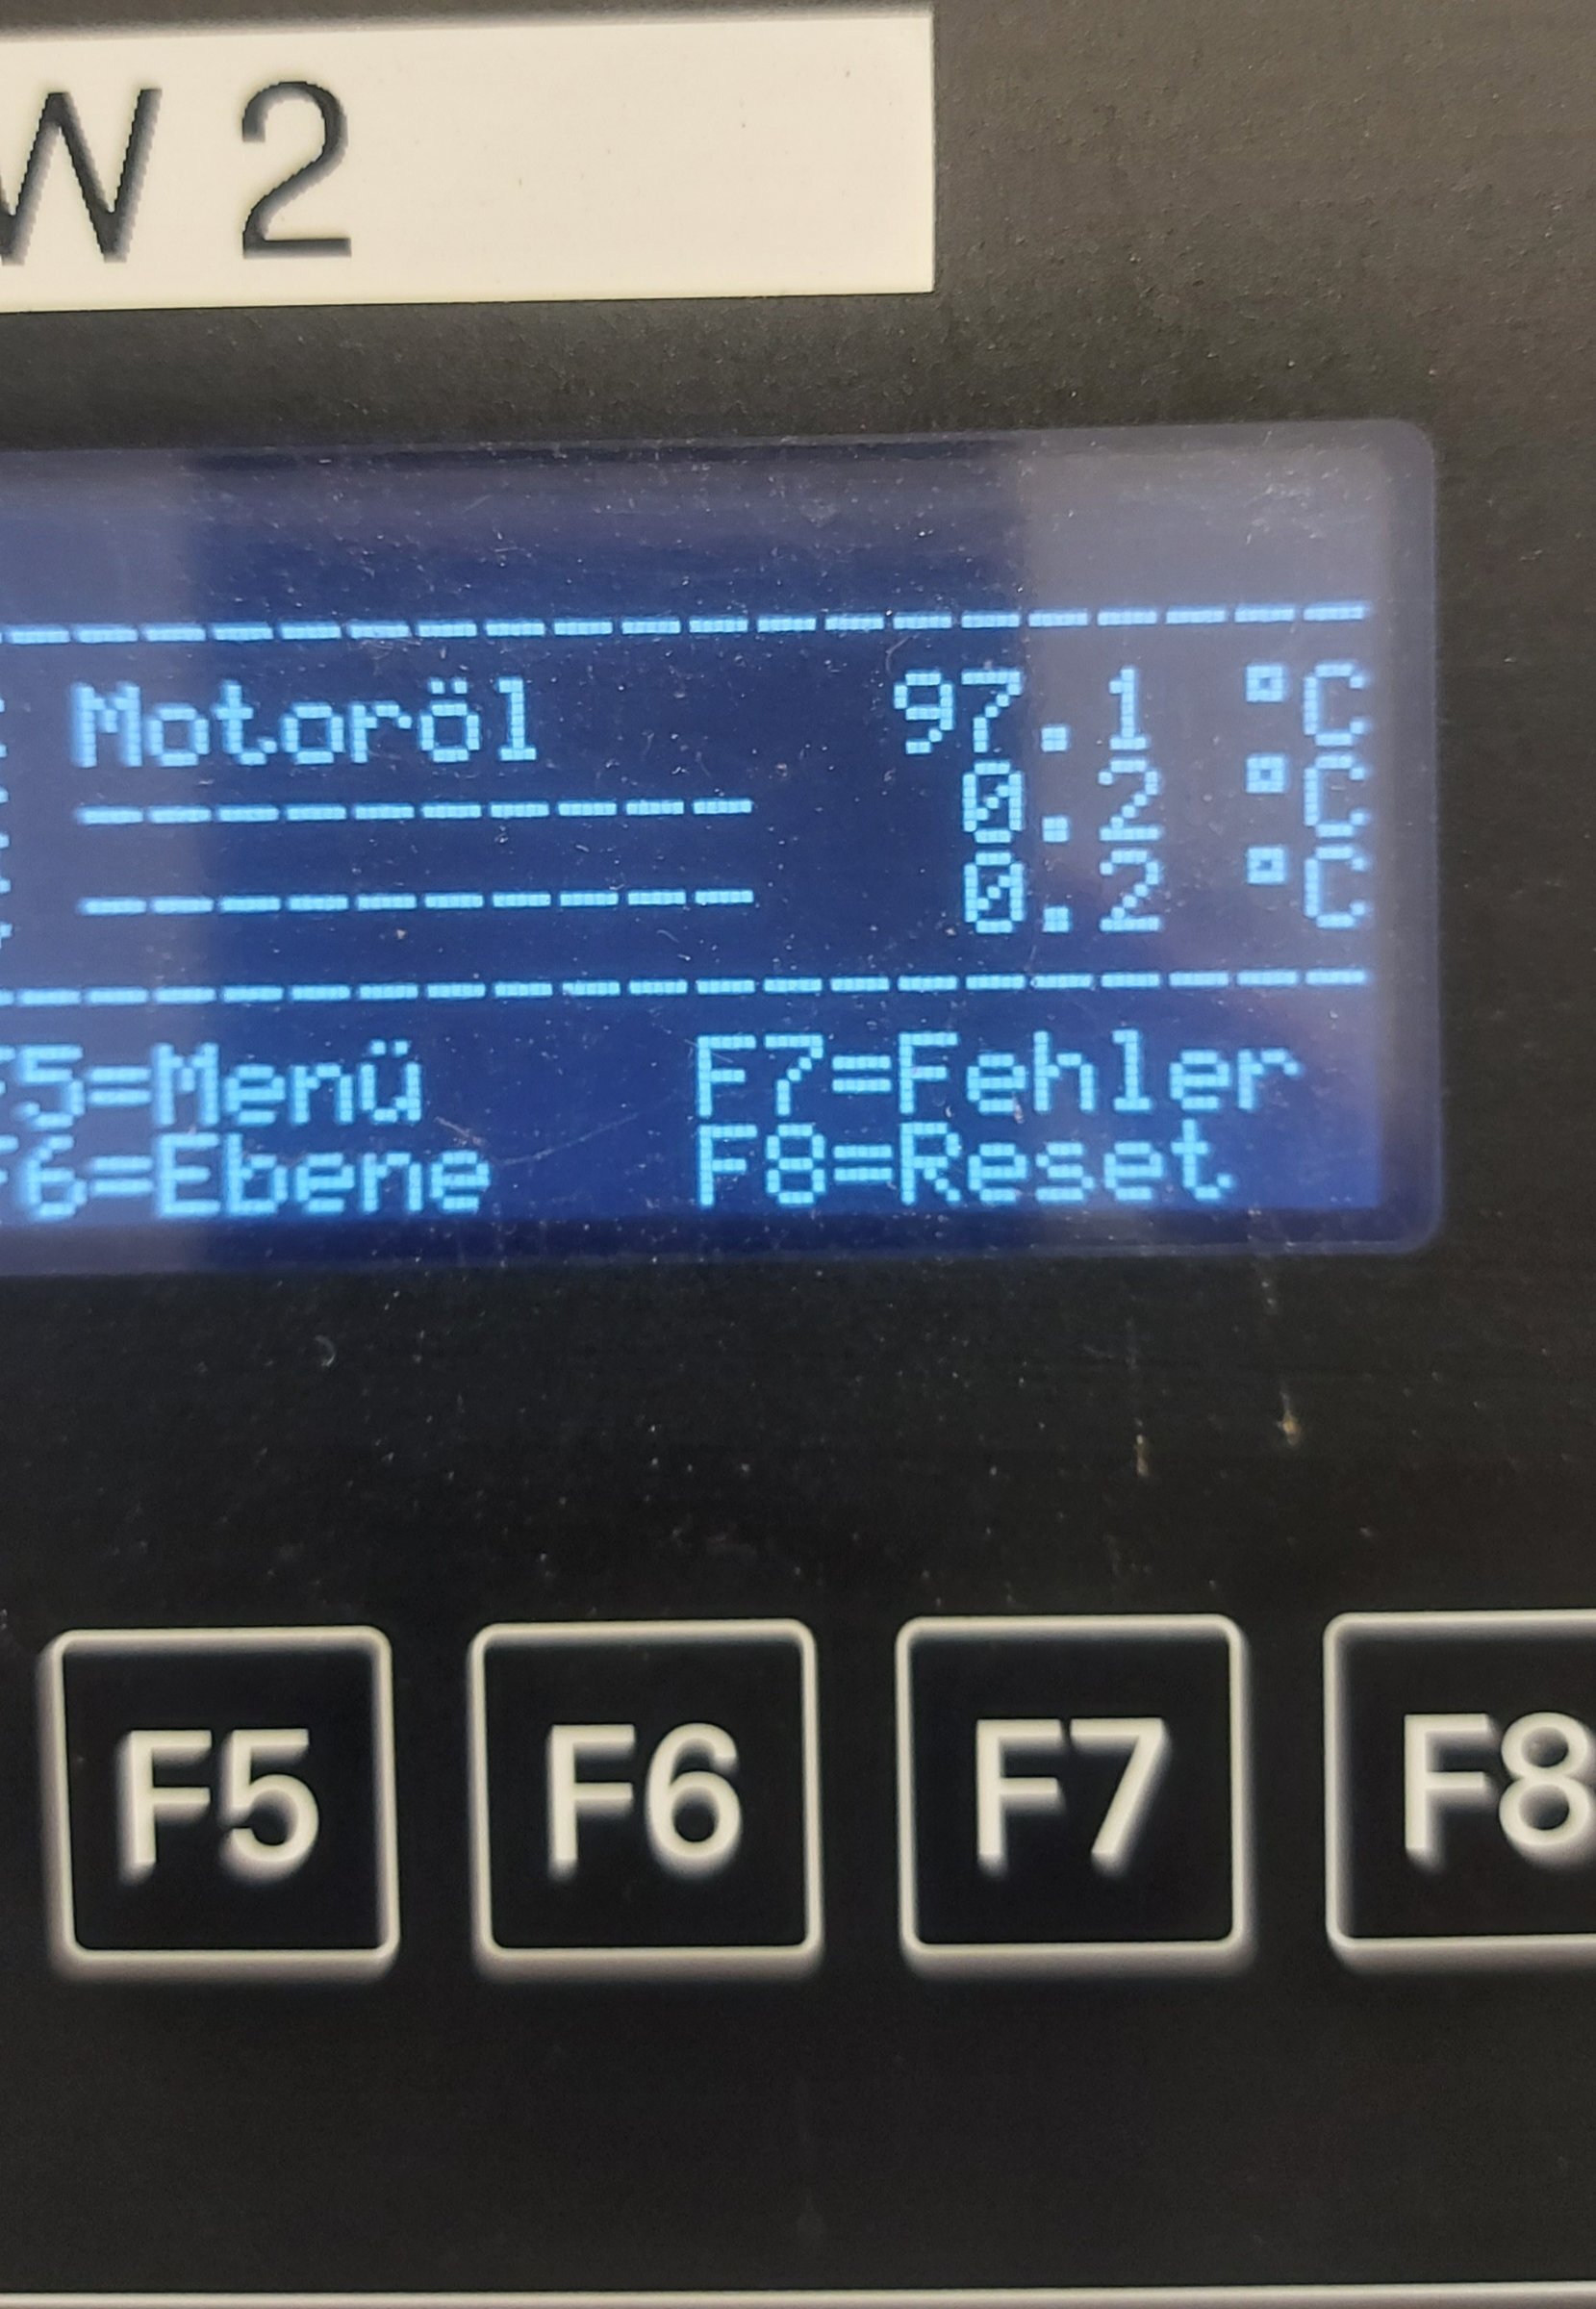 W 2
Motoröl 97.1 °C
--------- 0.2 °C
--------- 0.2 °C
F5=Menü F7=Fehler
F6=Ebene F8=Reset
F5 F6 F7 F8